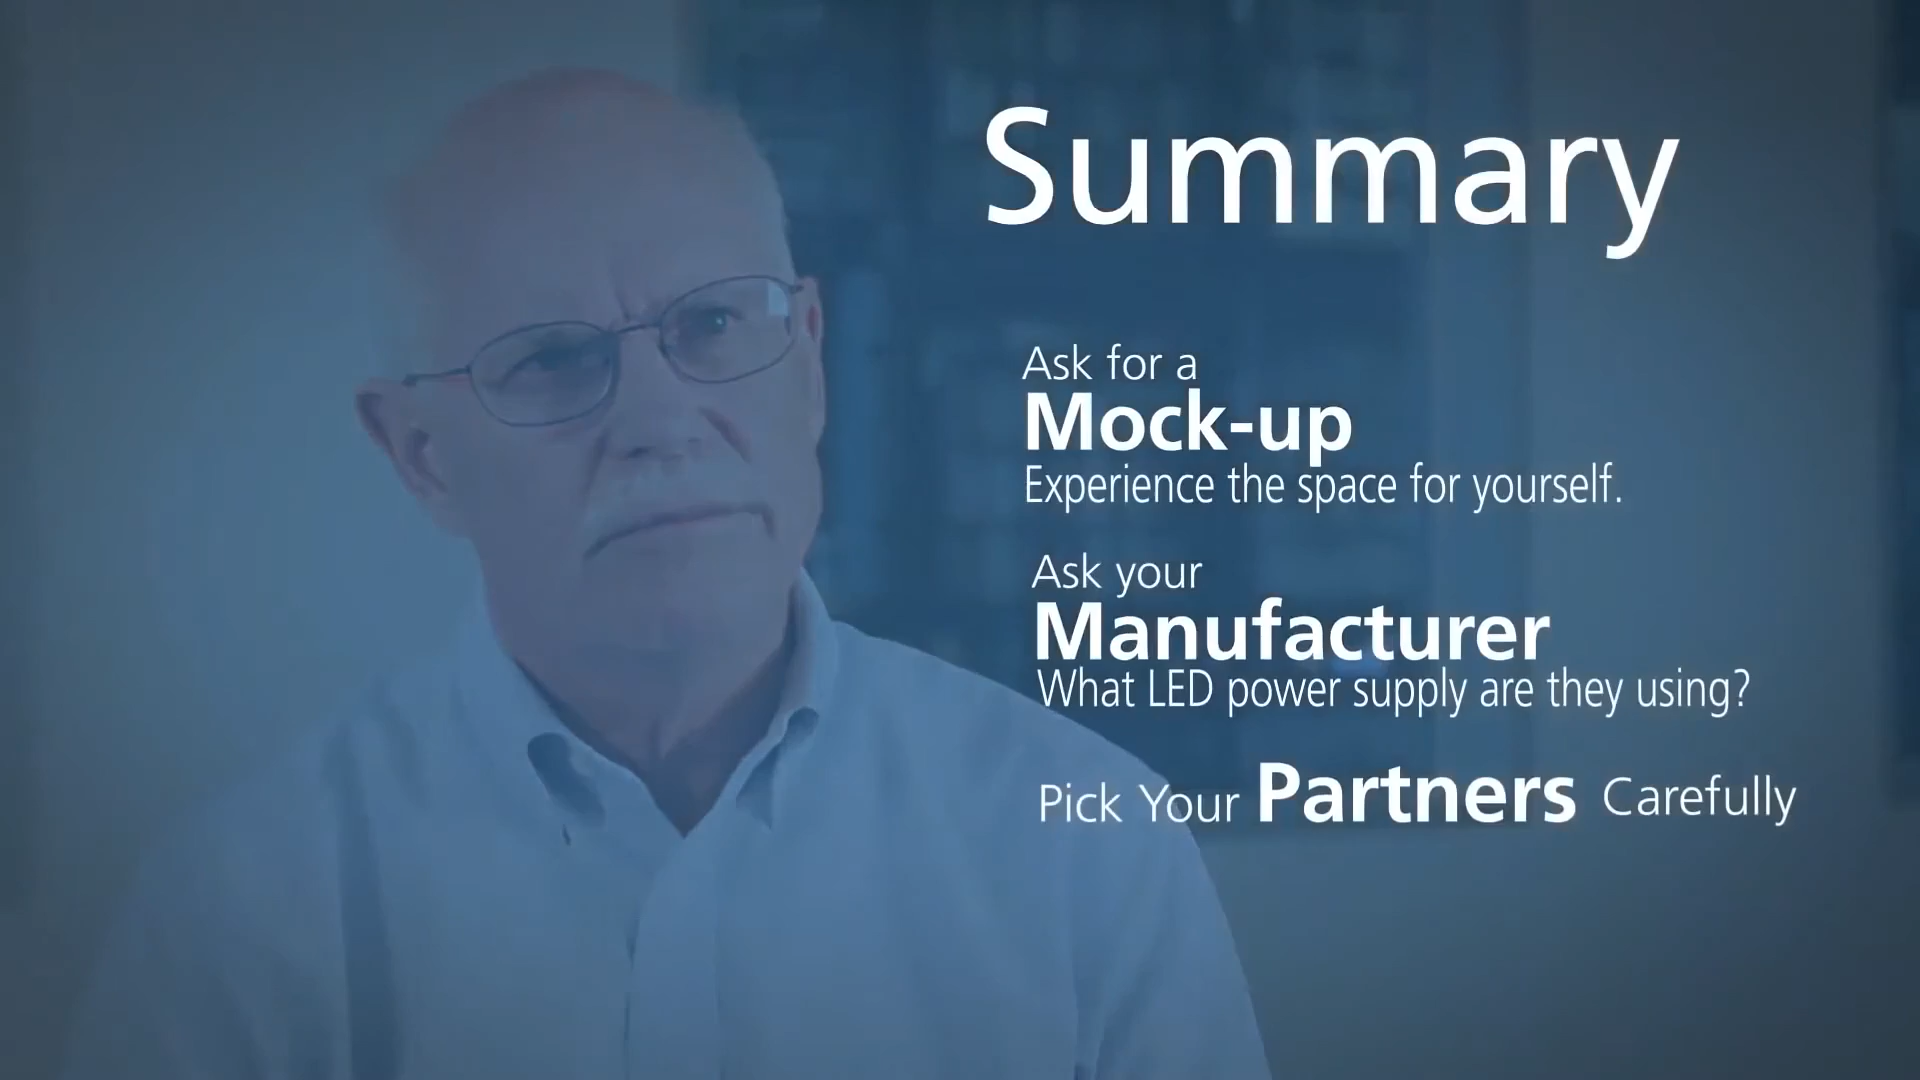 Summary
Ask for a
Mock-up
Experience the space for yourself.
Ask your
Manufacturer
What LED power supply are they using?
Pick Your Partners Carefully